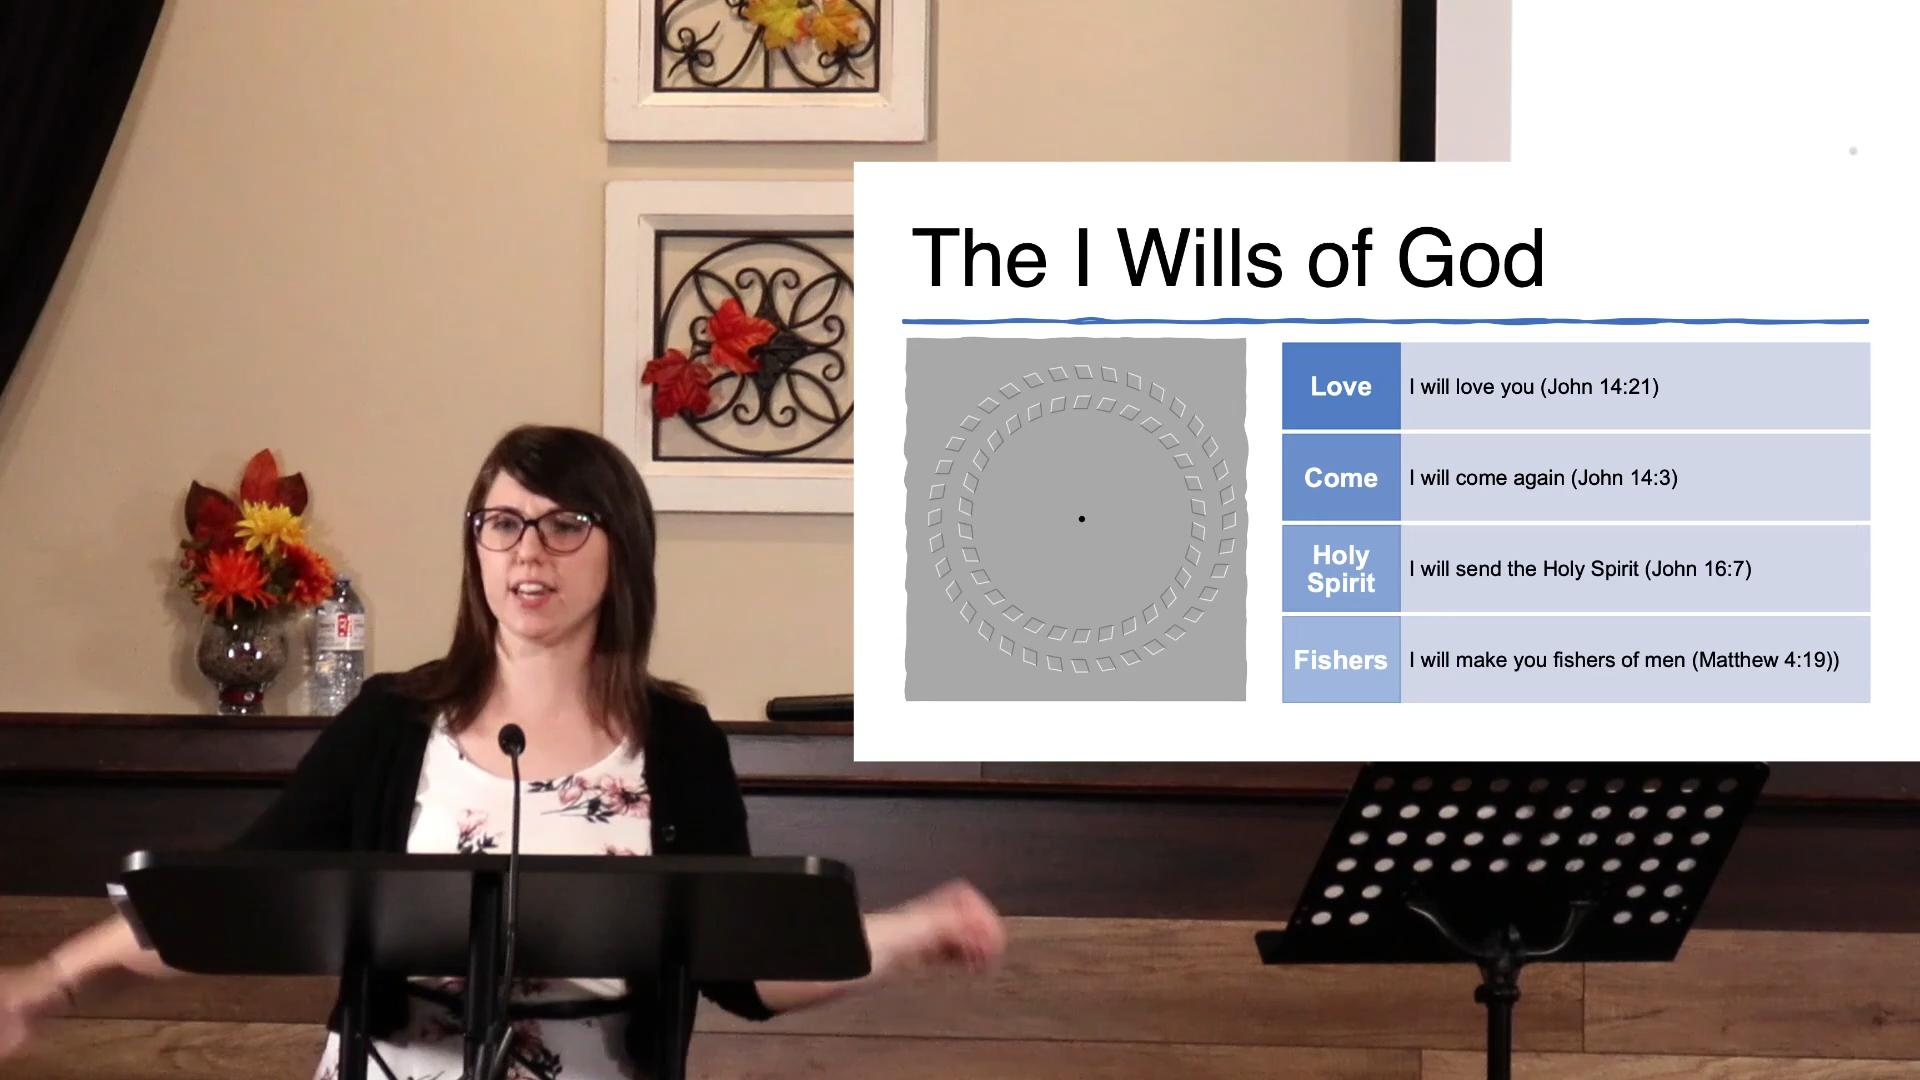 The I Wills of God
Love
I will love you (John 14:21)
Come
I will come again (John 14:3)
Holy
Spirit
I will send the Holy Spirit (John 16:7)
Fishers
I will make you fishers of men (Matthew 4:19))